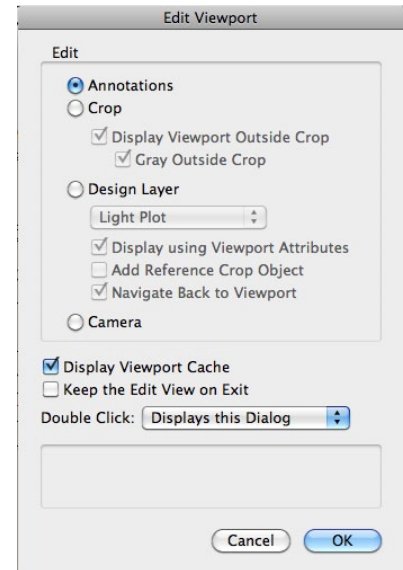 Edit Viewport
Edit
Annotations
Crop
Display Viewport Outside Crop
Gray Outside Crop
Design Layer
Light Plot
Display using Viewport Attributes
Add Reference Crop Object
Navigate Back to Viewport
Camera
Display Viewport Cache
Keep the Edit View on Exit
Double Click: Displays this Dialog
Cancel OK